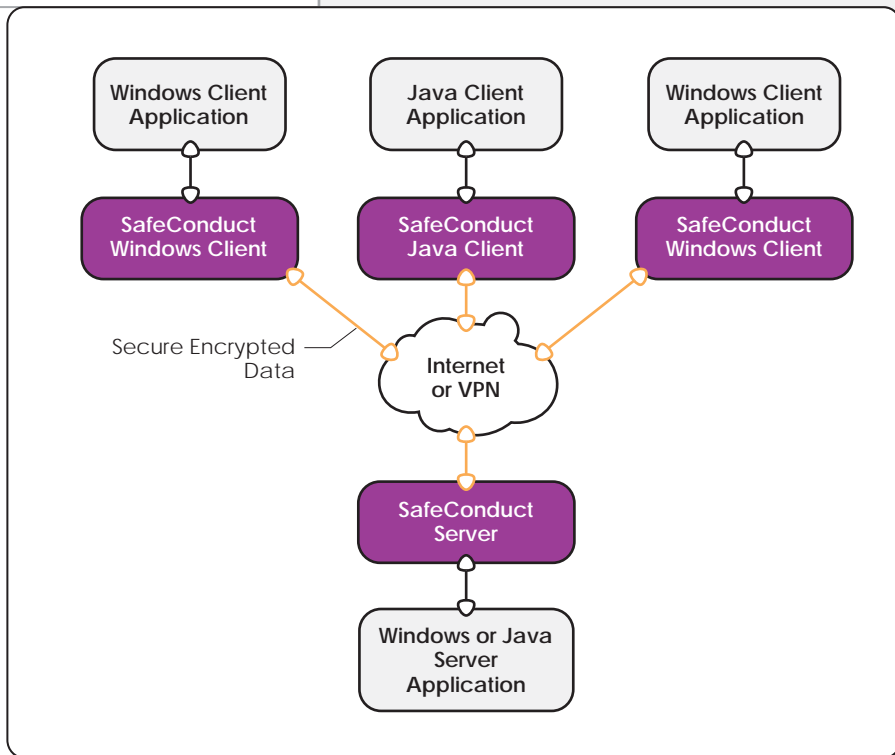 Windows Client
Application
Java Client
Application
Windows Client
Application
SafeConduct
Windows Client
SafeConduct
Java Client
SafeConduct
Windows Client
Secure Encrypted
Data
Internet
or VPN
SafeConduct
Server
Windows or Java
Server
Application